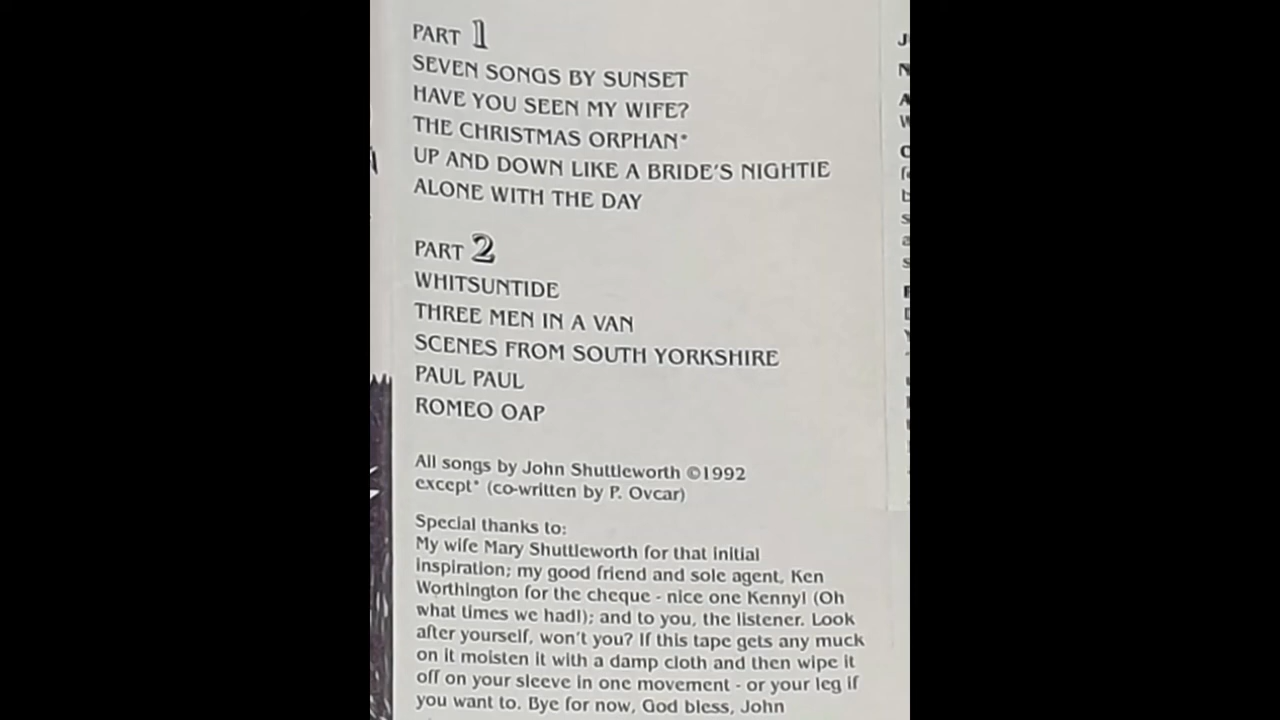 PART 1
SEVEN SONGS BY SUNSET
HAVE YOU SEEN MY WIFE?
THE CHRISTMAS ORPHAN*
UP AND DOWN LIKE A BRIDE'S NIGHTIE
ALONE WITH THE DAY
PART 2
WHITSUNTIDE
THREE MEN IN A VAN
SCENES FROM SOUTH YORKSHIRE
PAUL PAUL
ROMEO OAP
All songs by John Shuttleworth ©1992
except* (co-written by P. Ovcar)
Special thanks to:
My wife Mary Shuttleworth for that initial
inspiration; my good friend and sole agent, Ken
Worthington for the cheque - nice one Kenny! (Oh
what times we had!); and to you, the listener. Look
after yourself, won't you? If this tape gets any muck
on it moisten it with a damp cloth and then wipe it
off on your sleeve in one movement - or your leg if
you want to. Bye for now, God bless, John